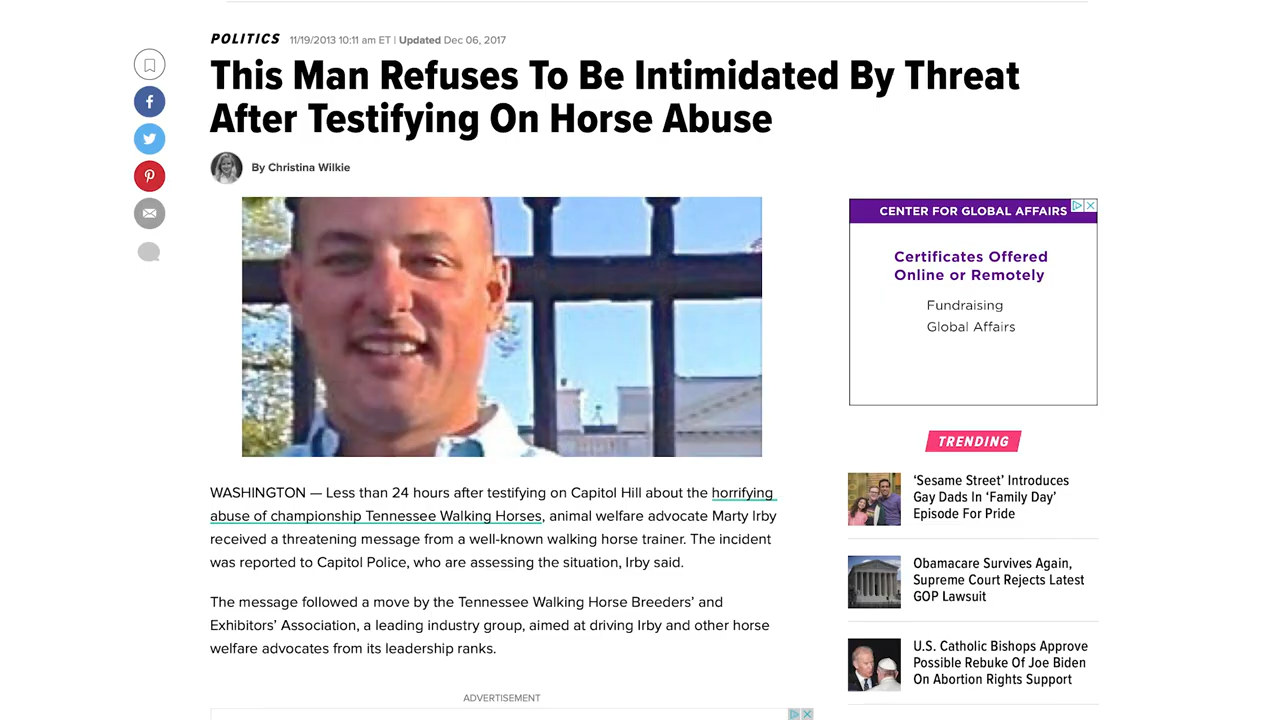 POLITICS 11/19/2013 10:11 am ET | Updated Dec 06, 2017
This Man Refuses To Be Intimidated By Threat
After Testifying On Horse Abuse
By Christina Wilkie
WASHINGTON — Less than 24 hours after testifying on Capitol Hill about the horrifying
abuse of championship Tennessee Walking Horses, animal welfare advocate Marty Irby
received a threatening message from a well-known walking horse trainer. The incident
was reported to Capitol Police, who are assessing the situation, Irby said.
The message followed a move by the Tennessee Walking Horse Breeders’ and
Exhibitors’ Association, a leading industry group, aimed at driving Irby and other horse
welfare advocates from its leadership ranks.
ADVERTISEMENT
CENTER FOR GLOBAL AFFAIRS
Certificates Offered
Online or Remotely
Fundraising
Global Affairs
TRENDING
‘Sesame Street’ Introduces
Gay Dads In ‘Family Day’
Episode For Pride
Obamacare Survives Again,
Supreme Court Rejects Latest
GOP Lawsuit
U.S. Catholic Bishops Approve
Possible Rebuke Of Joe Biden
On Abortion Rights Support